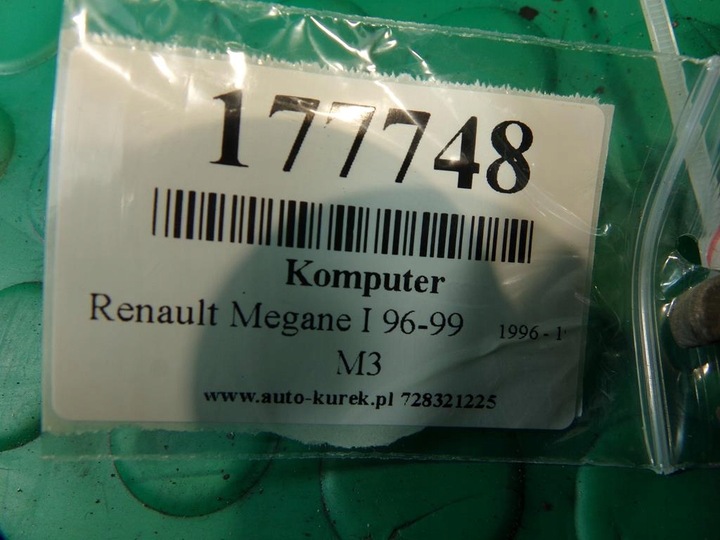 177748
Komputer
Renault Megane I 96-99 1996 - 1
M3
www.auto-kurek.pl 728321225